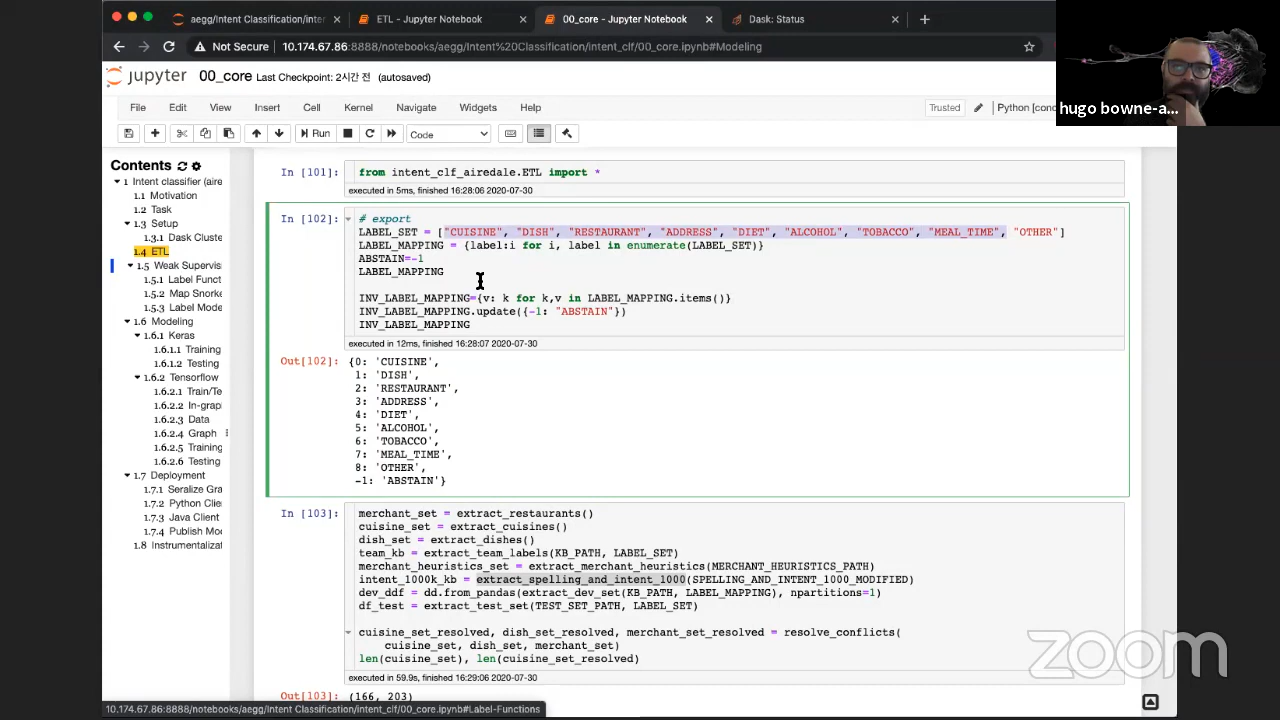 aegg/Intent Classification/inter
ETL - Jupyter Notebook
00_core - Jupyter Notebook
Dask: Status
Not Secure
10.174.67.86:8888/notebooks/aegg/Intent%20Classification/intent_clf/00_core.ipynb#Modeling
jupyter 00_core Last Checkpoint: 2시간 전 (autosaved)
hugo bowne-a...
File Edit View Insert Cell Kernel Navigate Widgets Help
Trusted
Python [cond
Run
Code
Contents
1 Intent classifier (aire
1.1 Motivation
1.2 Task
1.3 Setup
1.3.1 Dask Cluste
1.4 ETL
1.5 Weak Supervis
1.5.1 Label Funct
1.5.2 Map Snorke
1.5.3 Label Mode
1.6 Modeling
1.6.1 Keras
1.6.1.1 Training
1.6.1.2 Testing
1.6.2 Tensorflow
1.6.2.1 Train/Te
1.6.2.2 In-grap
1.6.2.3 Data
1.6.2.4 Graph
1.6.2.5 Training
1.6.2.6 Testing
1.7 Deployment
1.7.1 Seralize Gra
1.7.2 Python Clie
1.7.3 Java Client
1.7.4 Publish Mo
1.8 Instrumentalizat
In [101]: from intent_clf_airedale.ETL import *
executed in 5ms, finished 16:28:06 2020-07-30
In [102]: # export
LABEL_SET = ["CUISINE", "DISH", "RESTAURANT", "ADDRESS", "DIET", "ALCOHOL", "TOBACCO", "MEAL_TIME", "OTHER"]
LABEL_MAPPING = {label:i for i, label in enumerate(LABEL_SET)}
ABSTAIN=-1
LABEL_MAPPING
INV_LABEL_MAPPING={v: k for k,v in LABEL_MAPPING.items()}
INV_LABEL_MAPPING.update({-1: "ABSTAIN"})
INV_LABEL_MAPPING
executed in 12ms, finished 16:28:07 2020-07-30
Out[102]: {0: 'CUISINE',
1: 'DISH',
2: 'RESTAURANT',
3: 'ADDRESS',
4: 'DIET',
5: 'ALCOHOL',
6: 'TOBACCO',
7: 'MEAL_TIME',
8: 'OTHER',
-1: 'ABSTAIN'}
In [103]: merchant_set = extract_restaurants()
cuisine_set = extract_cuisines()
dish_set = extract_dishes()
team_kb = extract_team_labels(KB_PATH, LABEL_SET)
merchant_heuristics_set = extract_merchant_heuristics(MERCHANT_HEURISTICS_PATH)
intent_1000k_kb = extract_spelling_and_intent_1000(SPELLING_AND_INTENT_1000_MODIFIED)
dev_ddf = dd.from_pandas(extract_dev_set(KB_PATH, LABEL_MAPPING), npartitions=1)
df_test = extract_test_set(TEST_SET_PATH, LABEL_SET)
cuisine_set_resolved, dish_set_resolved, merchant_set_resolved = resolve_conflicts(
cuisine_set, dish_set, merchant_set)
len(cuisine_set), len(cuisine_set_resolved)
executed in 59.9s, finished 16:29:06 2020-07-30
Out[103]: (166, 203)
10.174.67.86:8888/notebooks/aegg/Intent Classification/intent_clf/00_core.ipynb#Label-Functions
zoom